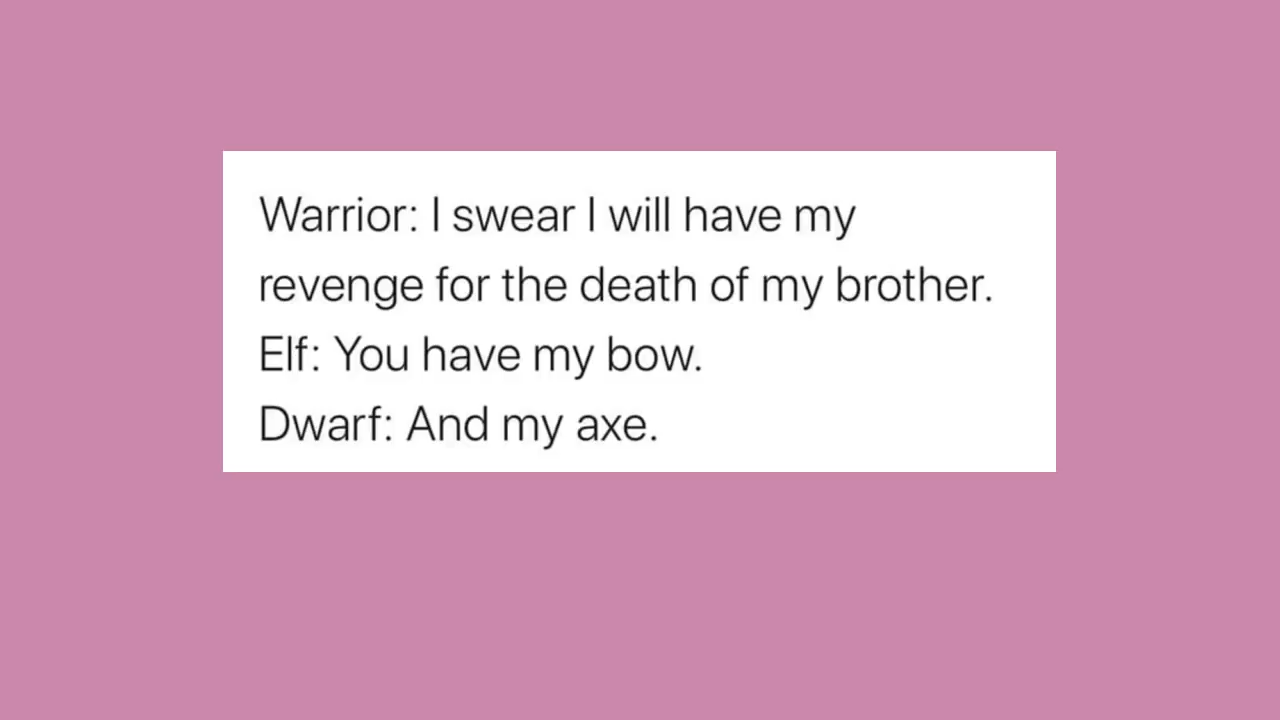 Warrior: I swear I will have my
revenge for the death of my brother.
Elf: You have my bow.
Dwarf: And my axe.